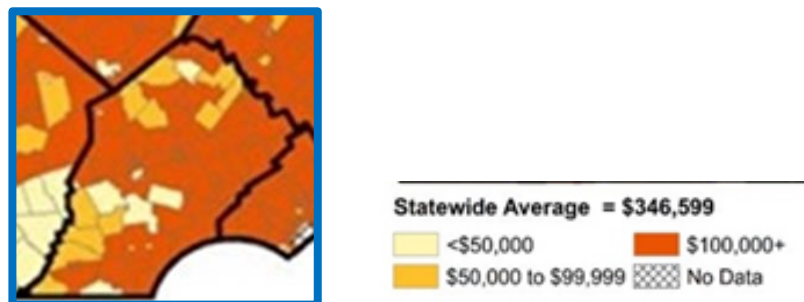 Statewide Average = $346,599
<$50,000 $100,000+
$50,000 to $99,999 No Data